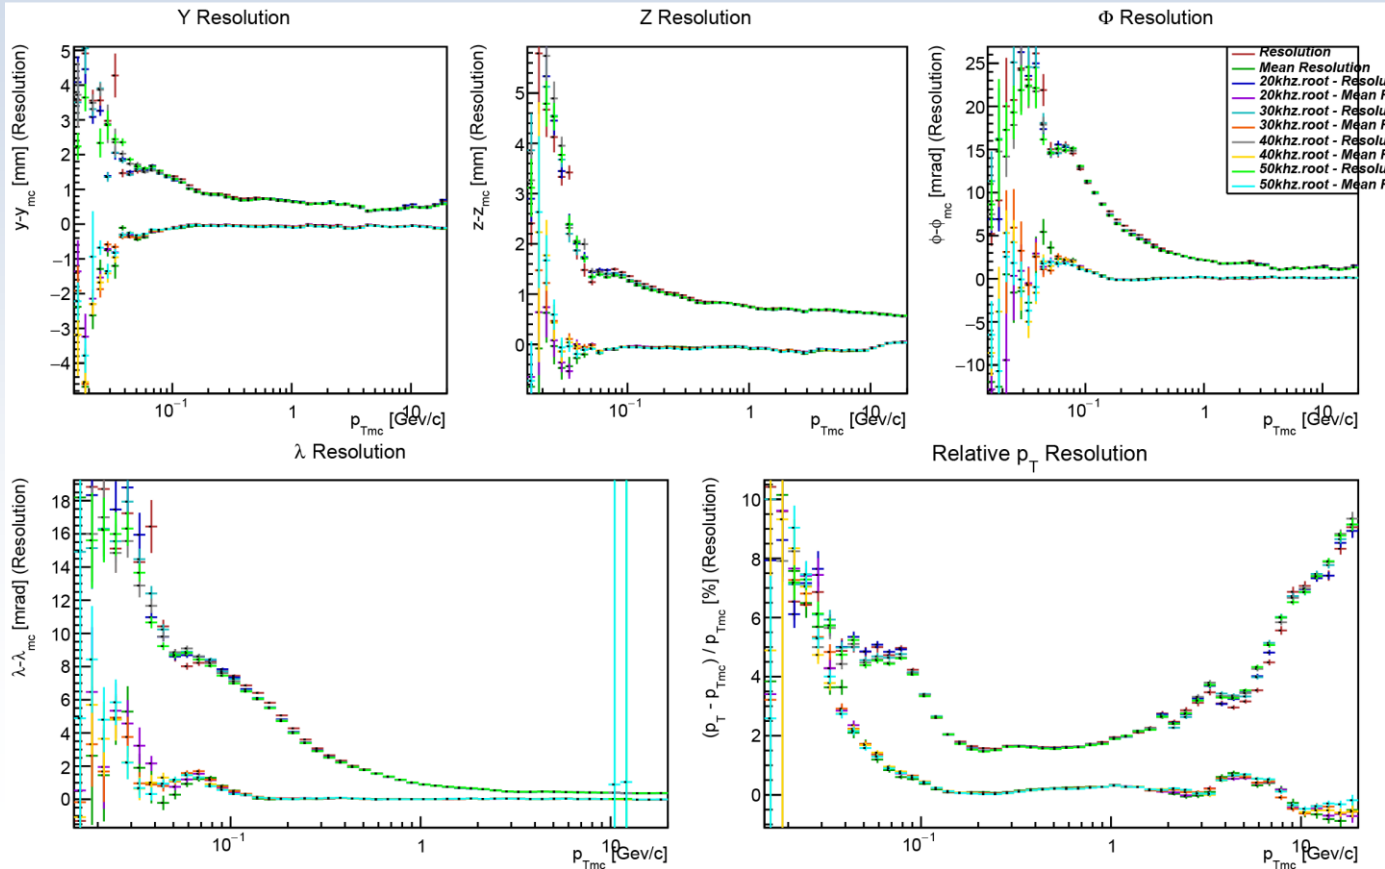 Y Resolution
Z Resolution
Φ Resolution
y-y_mc [mm] (Resolution)
5
4
3
2
1
0
−1
−2
−3
−4
10^−1
1
10
p_Tmc [Gev/c]
z-z_mc [mm] (Resolution)
5
4
3
2
1
0
10^−1
1
10
p_Tmc [Gev/c]
ϕ-ϕ_mc [mrad] (Resolution)
25
20
15
10
5
0
−5
−10
10^−1
1
10
p_Tmc [Gev/c]
Resolution
Mean Resolution
20khz.root - Resolu
20khz.root - Mean R
30khz.root - Resolu
30khz.root - Mean R
40khz.root - Resolu
40khz.root - Mean R
50khz.root - Resolu
50khz.root - Mean R
λ Resolution
Relative p_T Resolution
λ-λ_mc [mrad] (Resolution)
18
16
14
12
10
8
6
4
2
0
10^−1
1
10
p_Tmc [Gev/c]
(p_T - p_Tmc) / p_Tmc [%] (Resolution)
10
8
6
4
2
0
10^−1
1
10
p_Tmc [Gev/c]